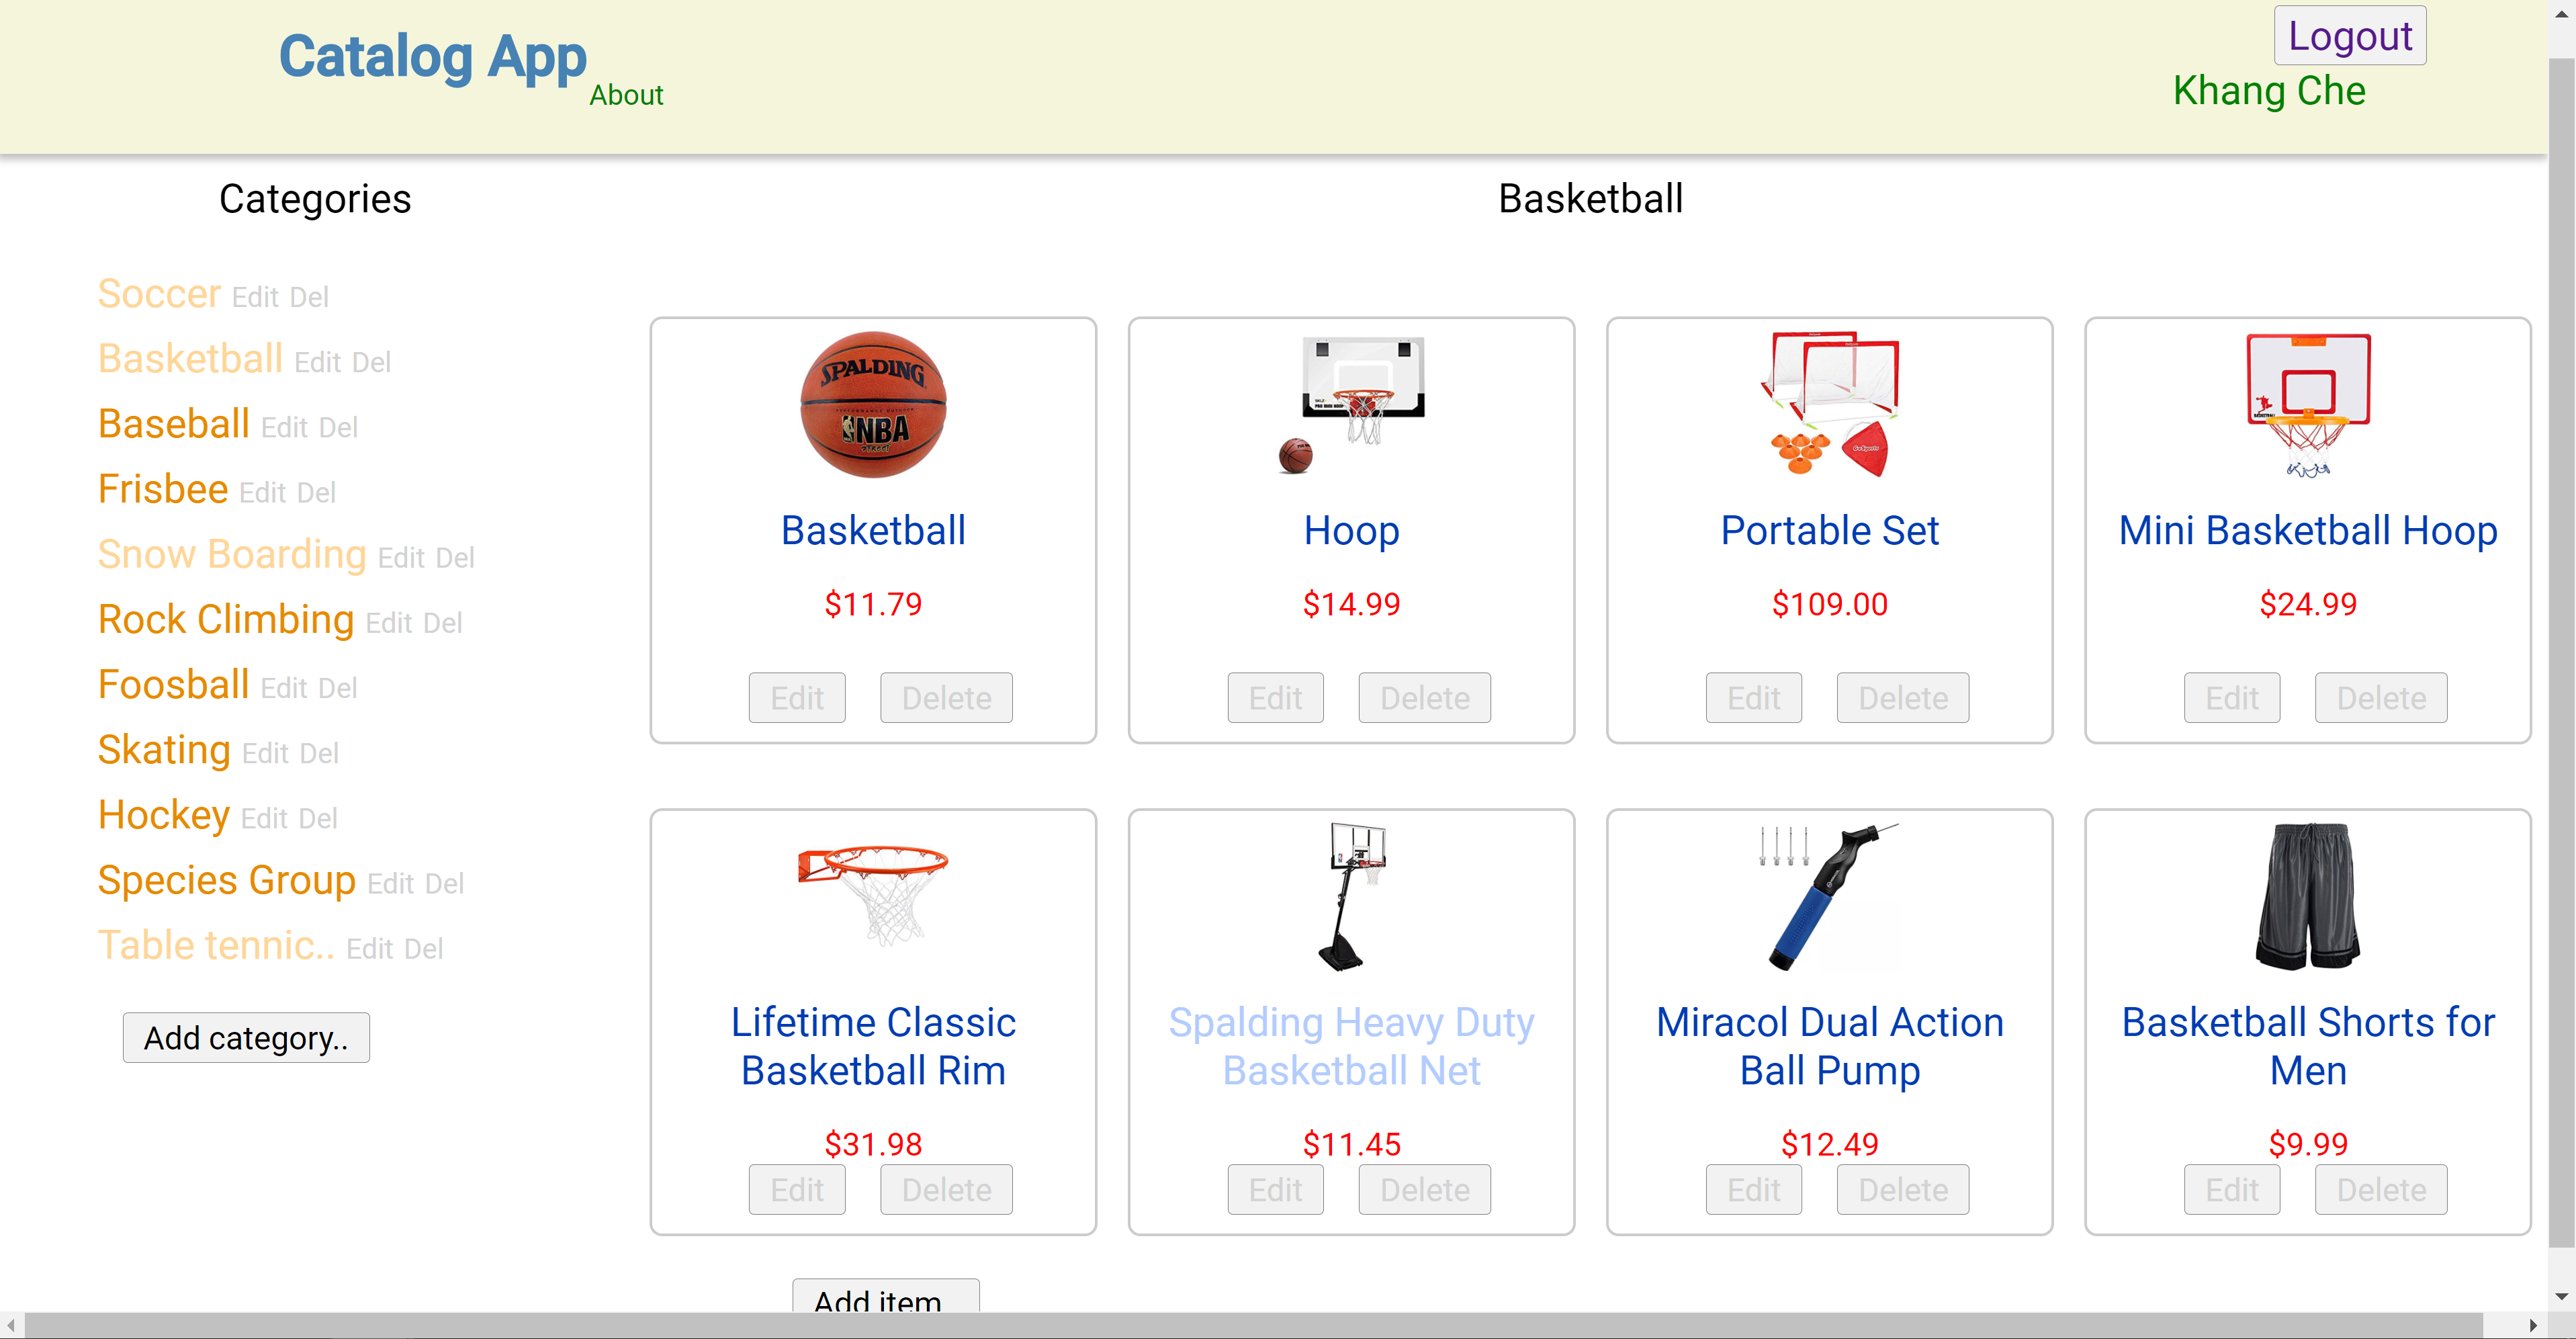 Catalog App
About
Logout
Khang Che
Categories
Soccer Edit Del
Basketball Edit Del
Baseball Edit Del
Frisbee Edit Del
Snow Boarding Edit Del
Rock Climbing Edit Del
Foosball Edit Del
Skating Edit Del
Hockey Edit Del
Species Group Edit Del
Table tennic.. Edit Del
Add category..
Basketball
SPALDING
NBA
Basketball
$11.79
Edit Delete
Hoop
$14.99
Edit Delete
Portable Set
$109.00
Edit Delete
Mini Basketball Hoop
$24.99
Edit Delete
Lifetime Classic
Basketball Rim
$31.98
Edit Delete
Spalding Heavy Duty
Basketball Net
$11.45
Edit Delete
Miracol Dual Action
Ball Pump
$12.49
Edit Delete
Basketball Shorts for
Men
$9.99
Edit Delete
Add item